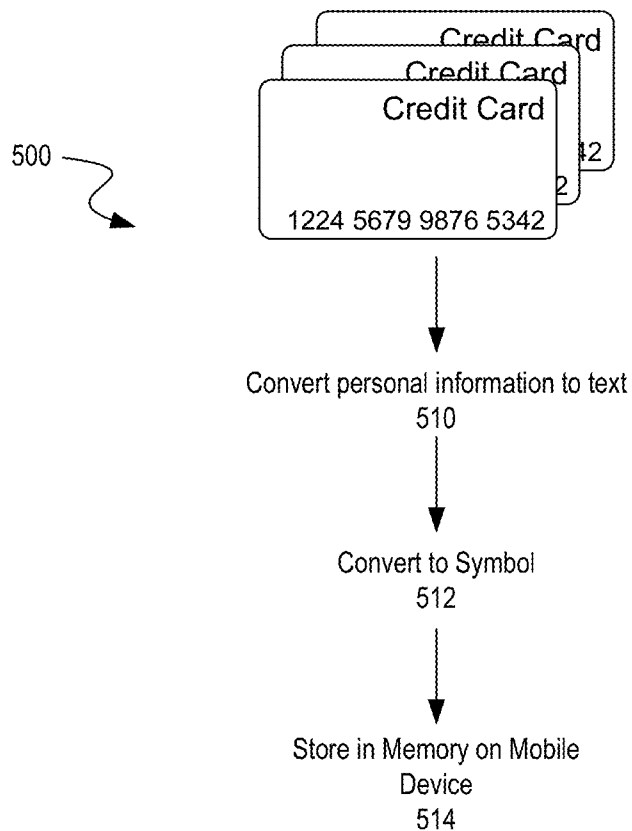 Credit Card
Credit Card
Credit Card
500
42
2
1224 5679 9876 5342
Convert personal information to text
510
Convert to Symbol
512
Store in Memory on Mobile
Device
514